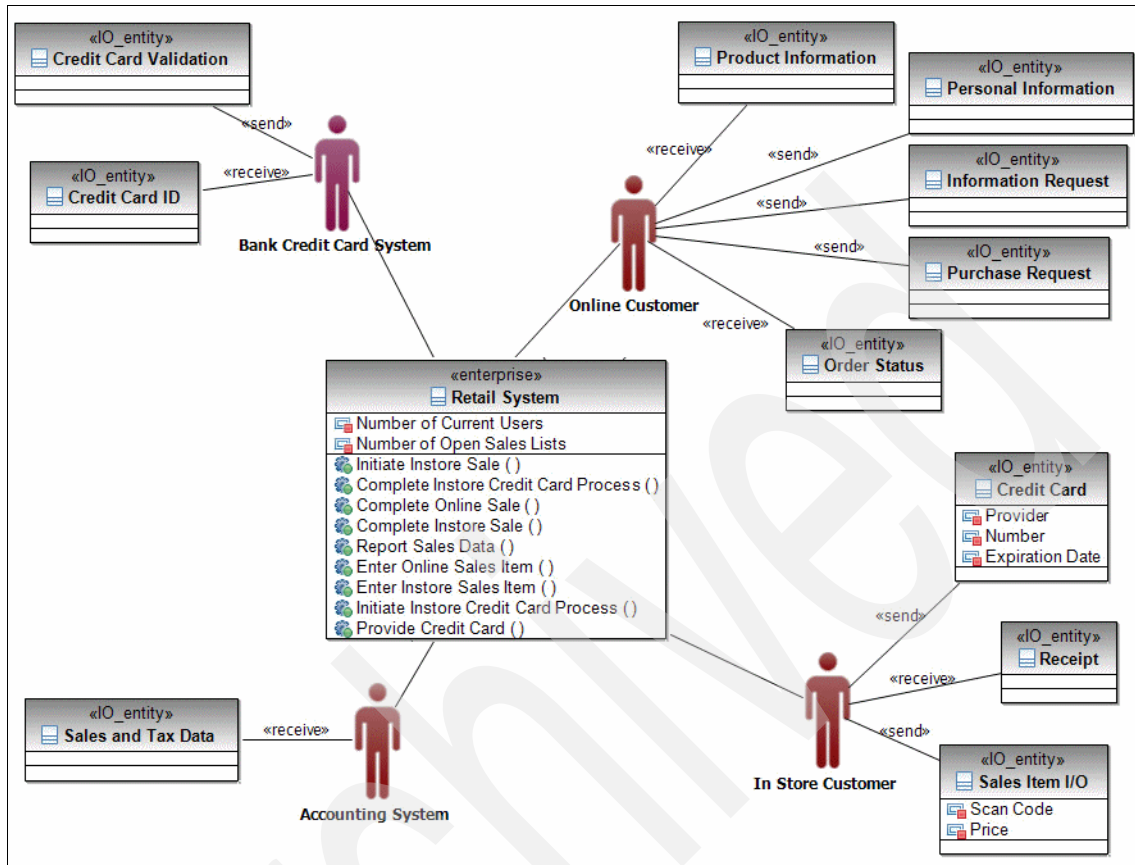 «IO_entity»
Credit Card Validation
«send»
«IO_entity»
Credit Card ID
«receive»
Bank Credit Card System
«IO_entity»
Product Information
«receive»
«IO_entity»
Personal Information
«send»
«IO_entity»
Information Request
«send»
«IO_entity»
Purchase Request
«send»
Online Customer
«receive»
«IO_entity»
Order Status
«enterprise»
Retail System
Number of Current Users
Number of Open Sales Lists
Initiate Instore Sale ( )
Complete Instore Credit Card Process ( )
Complete Online Sale ( )
Complete Instore Sale ( )
Report Sales Data ( )
Enter Online Sales Item ( )
Enter Instore Sales Item ( )
Initiate Instore Credit Card Process ( )
Provide Credit Card ( )
«IO_entity»
Credit Card
Provider
Number
Expiration Date
«send»
«IO_entity»
Receipt
«receive»
«send»
In Store Customer
«IO_entity»
Sales Item I/O
Scan Code
Price
«IO_entity»
Sales and Tax Data
«receive»
Accounting System